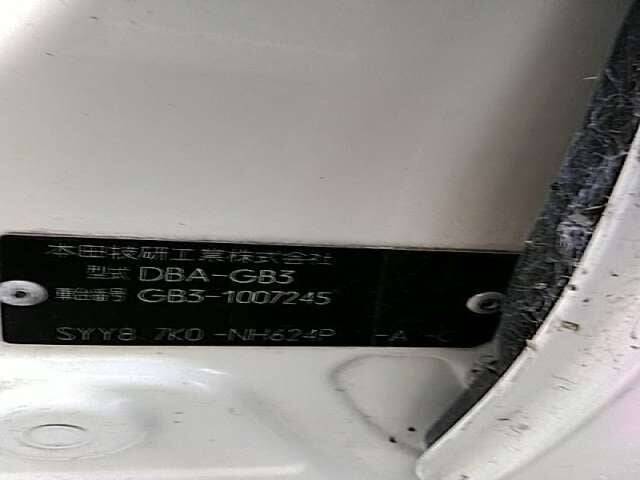 本田技研工業株式会社
型式 DBA-GB3
車台番号 GB3-1007245
SYY8 7K0 -NH624P -A -C